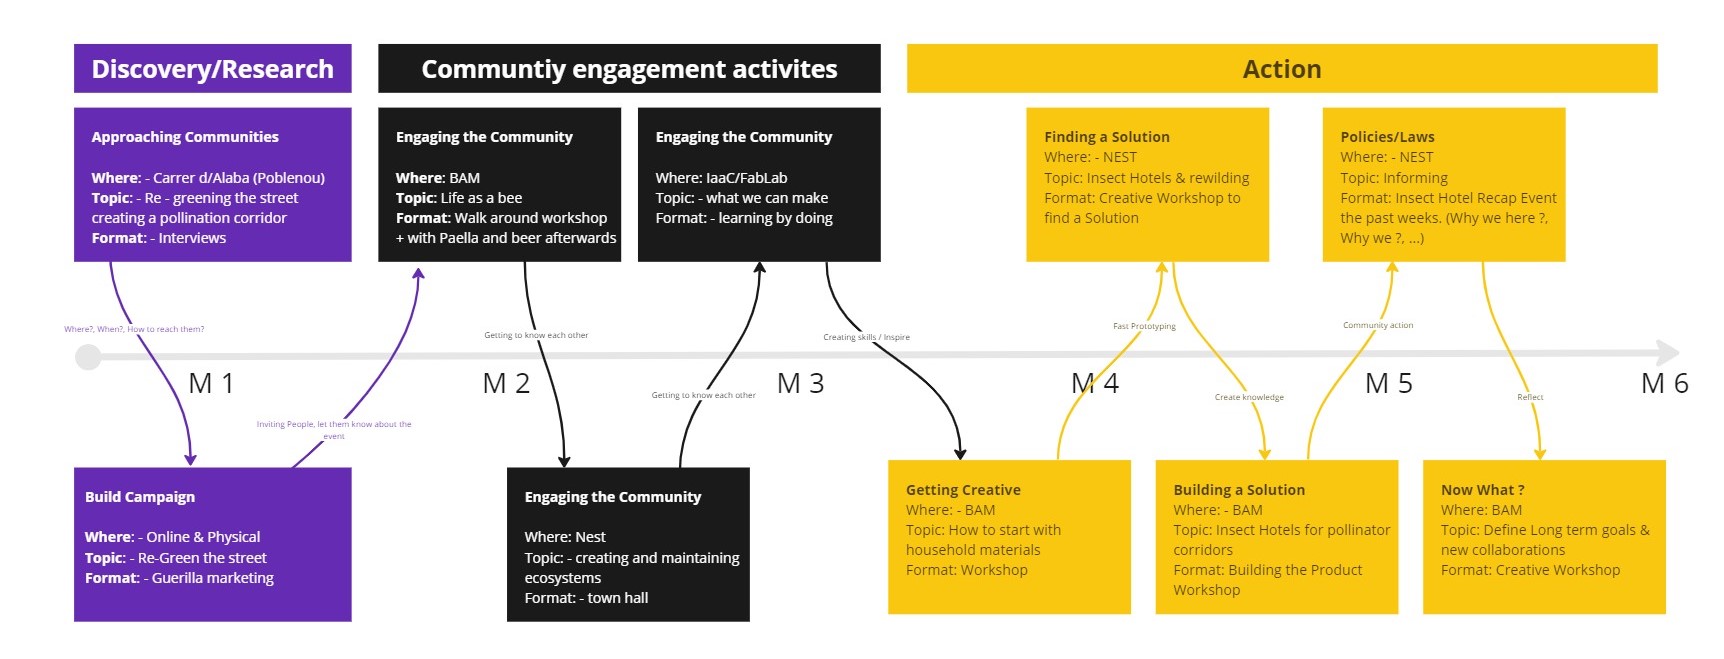 Discovery/Research
Communtiy engagement activites
Action
Approaching Communities
Where: - Carrer d/Alaba (Poblenou)
Topic: - Re - greening the street
creating a pollination corridor
Format: - Interviews
Engaging the Community
Where: BAM
Topic: Life as a bee
Format: Walk around workshop
+ with Paella and beer afterwards
Engaging the Community
Where: IaaC/FabLab
Topic: - what we can make
Format: - learning by doing
Finding a Solution
Where: - NEST
Topic: Insect Hotels & rewilding
Format: Creative Workshop to
find a Solution
Policies/Laws
Where: - NEST
Topic: Informing
Format: Insect Hotel Recap Event
the past weeks. (Why we here ?,
Why we ?, ...)
Where?, When?, How to reach them?
Getting to know each other
Creating skills / Inspire
Fast Prototyping
Community action
M 1
M 2
M 3
M 4
M 5
M 6
Inviting People, let them know about the
event
Getting to know each other
Create knowledge
Reflect
Build Campaign
Where: - Online & Physical
Topic: - Re-Green the street
Format: - Guerilla marketing
Engaging the Community
Where: Nest
Topic: - creating and maintaining
ecosystems
Format: - town hall
Getting Creative
Where: - BAM
Topic: How to start with
household materials
Format: Workshop
Building a Solution
Where: - BAM
Topic: Insect Hotels for pollinator
corridors
Format: Building the Product
Workshop
Now What ?
Where: BAM
Topic: Define Long term goals &
new collaborations
Format: Creative Workshop